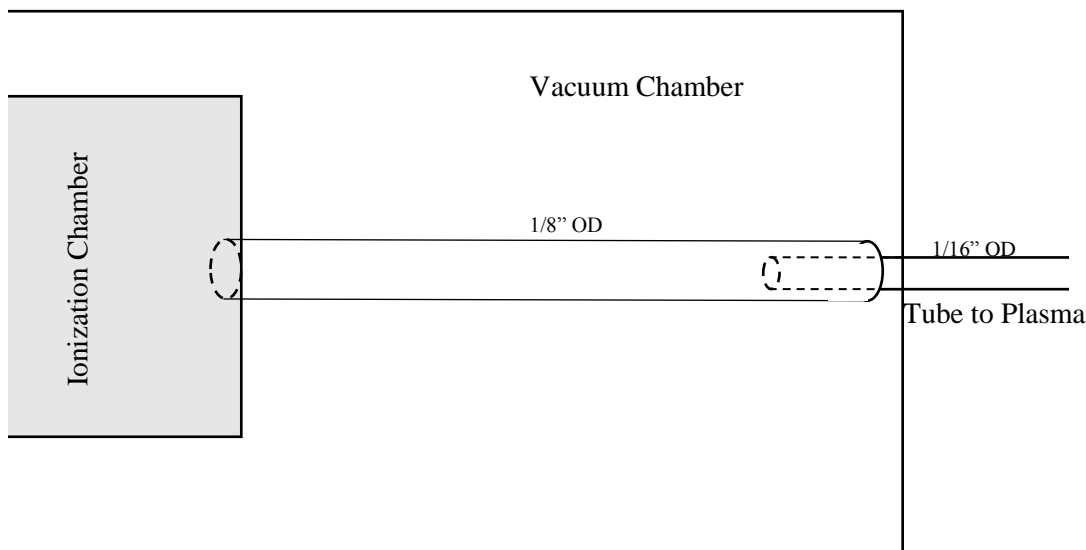 Vacuum Chamber
Ionization Chamber
1/8” OD
1/16” OD
Tube to Plasma